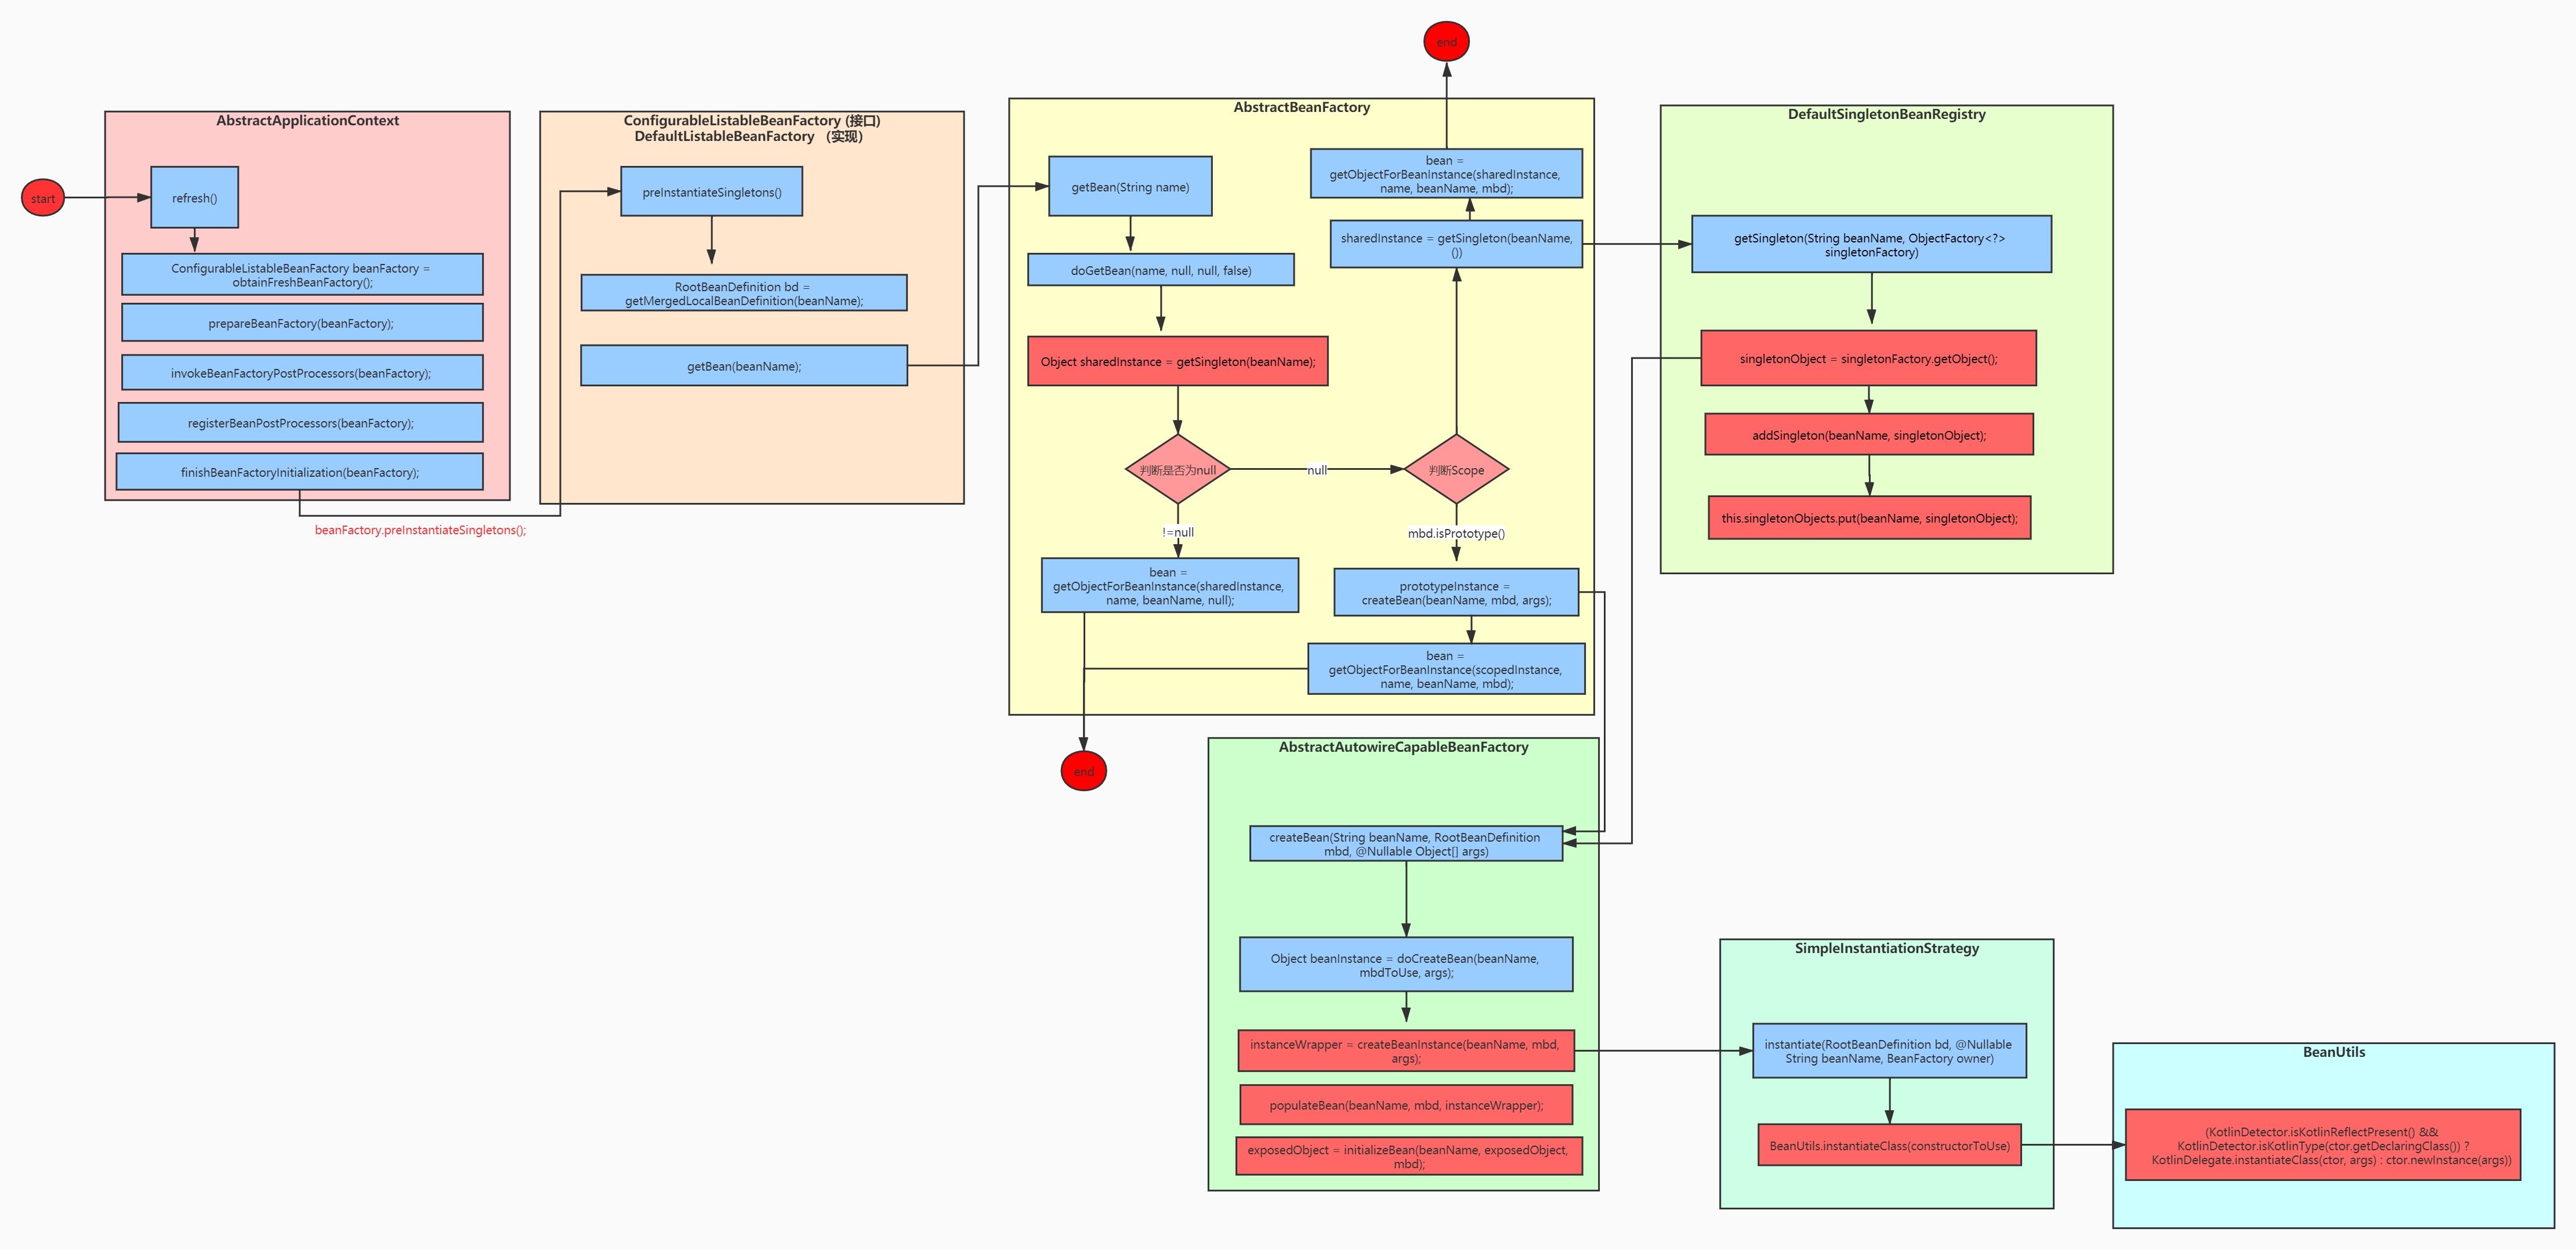 start
AbstractApplicationContext
refresh()
ConfigurableListableBeanFactory beanFactory =
obtainFreshBeanFactory();
prepareBeanFactory(beanFactory);
invokeBeanFactoryPostProcessors(beanFactory);
registerBeanPostProcessors(beanFactory);
finishBeanFactoryInitialization(beanFactory);
beanFactory.preInstantiateSingletons();
ConfigurableListableBeanFactory (接口)
DefaultListableBeanFactory （实现）
preInstantiateSingletons()
RootBeanDefinition bd =
getMergedLocalBeanDefinition(beanName);
getBean(beanName);
AbstractBeanFactory
getBean(String name)
doGetBean(name, null, null, false)
Object sharedInstance = getSingleton(beanName);
判断是否为null
null
!=null
bean =
getObjectForBeanInstance(sharedInstance,
name, beanName, null);
end
end
bean =
getObjectForBeanInstance(sharedInstance,
name, beanName, mbd);
sharedInstance = getSingleton(beanName,
())
判断Scope
mbd.isPrototype()
prototypeInstance =
createBean(beanName, mbd, args);
bean =
getObjectForBeanInstance(scopedInstance,
name, beanName, mbd);
DefaultSingletonBeanRegistry
getSingleton(String beanName, ObjectFactory<?>
singletonFactory)
singletonObject = singletonFactory.getObject();
addSingleton(beanName, singletonObject);
this.singletonObjects.put(beanName, singletonObject);
AbstractAutowireCapableBeanFactory
createBean(String beanName, RootBeanDefinition
mbd, @Nullable Object[] args)
Object beanInstance = doCreateBean(beanName,
mbdToUse, args);
instanceWrapper = createBeanInstance(beanName, mbd,
args);
populateBean(beanName, mbd, instanceWrapper);
exposedObject = initializeBean(beanName, exposedObject,
mbd);
SimpleInstantiationStrategy
instantiate(RootBeanDefinition bd, @Nullable
String beanName, BeanFactory owner)
BeanUtils.instantiateClass(constructorToUse)
BeanUtils
(KotlinDetector.isKotlinReflectPresent() &&
KotlinDetector.isKotlinType(ctor.getDeclaringClass()) ?
KotlinDelegate.instantiateClass(ctor, args) : ctor.newInstance(args))